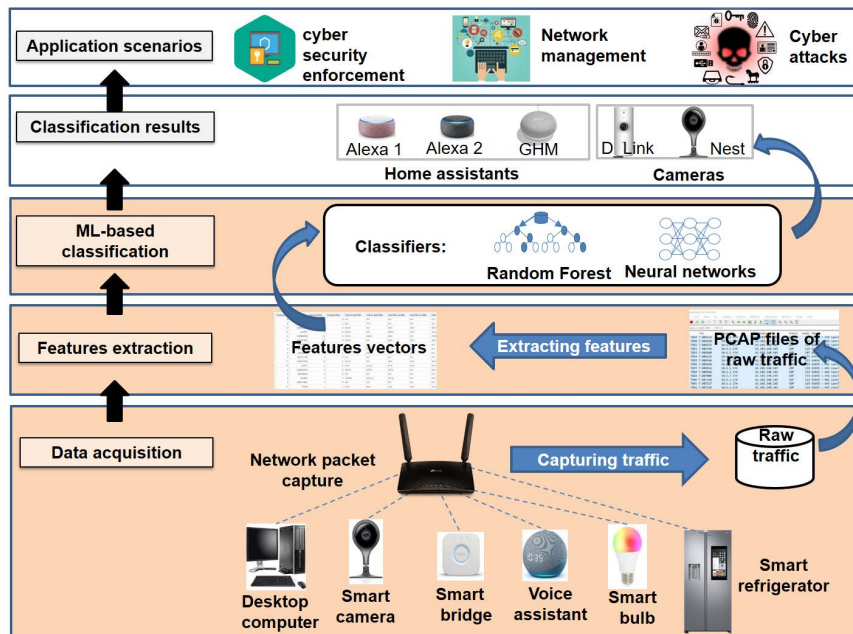 Application scenarios
cyber
security
enforcement
Network
management
Cyber
attacks
Classification results
Alexa 1
Alexa 2
GHM
Home assistants
D_Link
Nest
Cameras
ML-based
classification
Classifiers:
Random Forest
Neural networks
Features extraction
Features vectors
Extracting features
PCAP files of
raw traffic
Data acquisition
Network packet
capture
Capturing traffic
Raw
traffic
Desktop
computer
Smart
camera
Smart
bridge
Voice
assistant
Smart
bulb
Smart
refrigerator